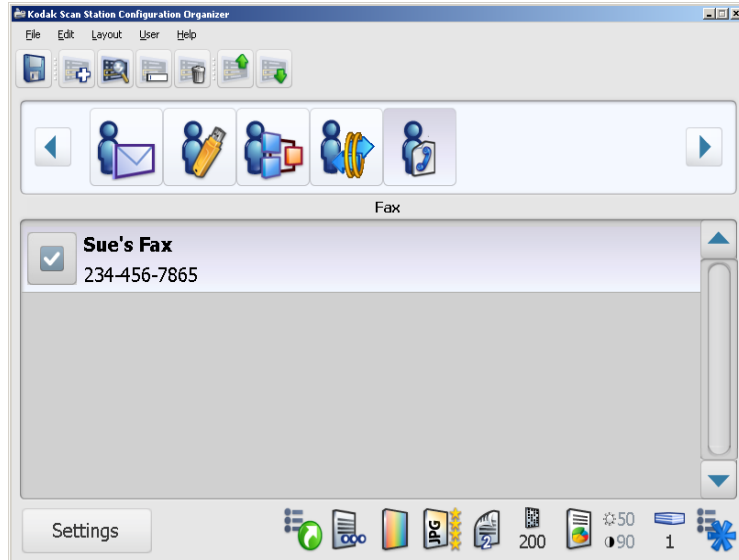 Kodak Scan Station Configuration Organizer
File Edit Layout User Help
Fax
Sue's Fax
234-456-7865
Settings
JPG
2
200
50
90
1